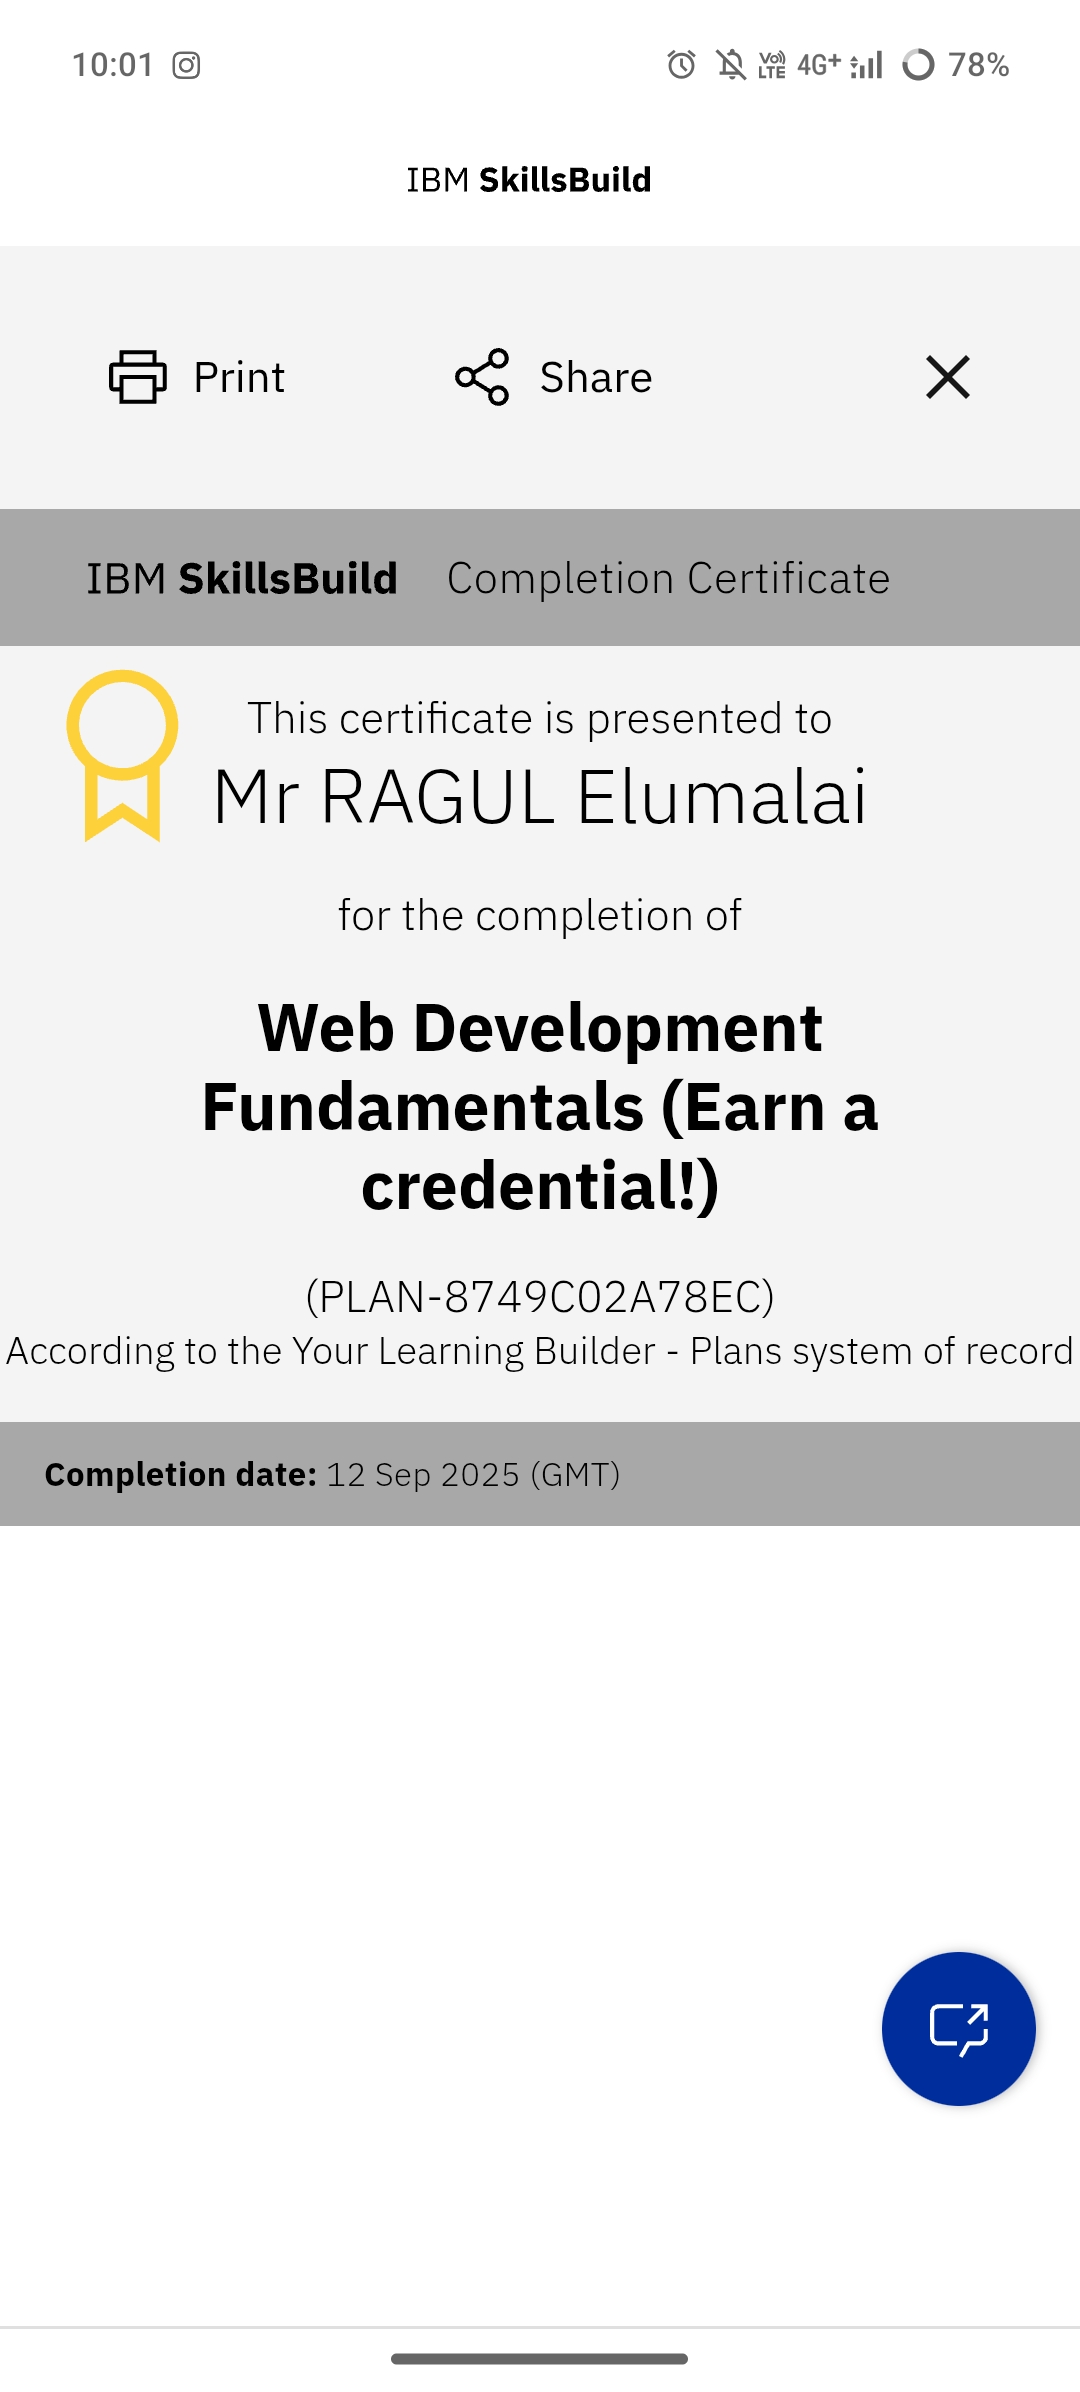 10:01 Vo)) LTE 4G+ 78%
IBM SkillsBuild
Print Share
IBM SkillsBuild Completion Certificate
This certificate is presented to
Mr RAGUL Elumalai
for the completion of
Web Development
Fundamentals (Earn a
credential!)
(PLAN-8749C02A78EC)
According to the Your Learning Builder - Plans system of record
Completion date: 12 Sep 2025 (GMT)